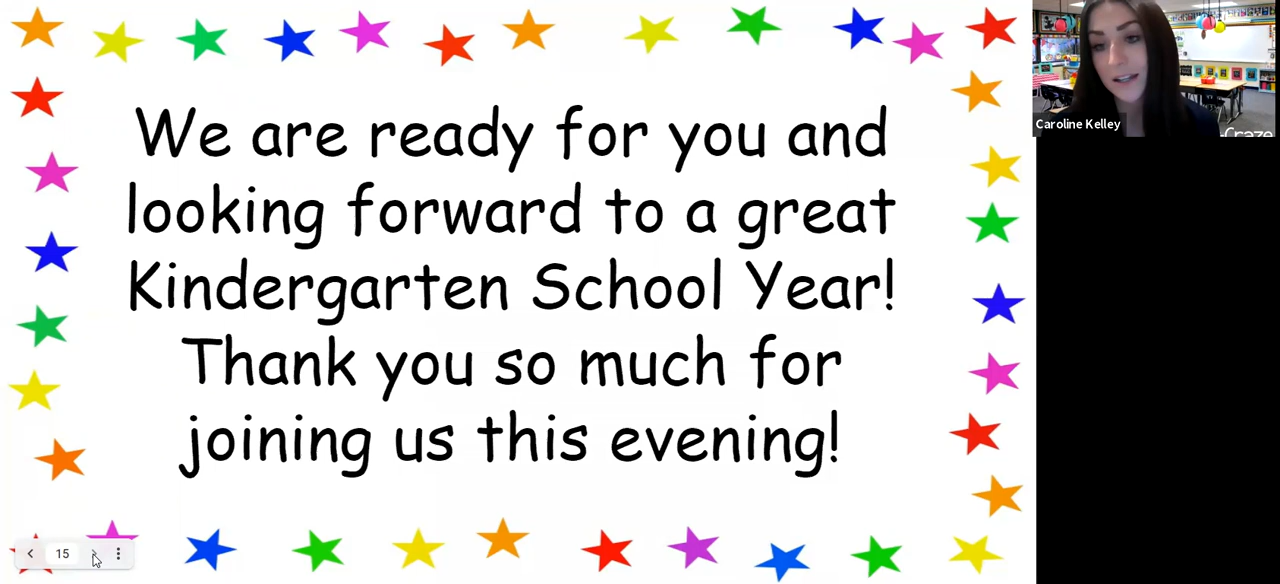 We are ready for you and
looking forward to a great
Kindergarten School Year!
Thank you so much for
joining us this evening!
Caroline Kelley
Craze
15